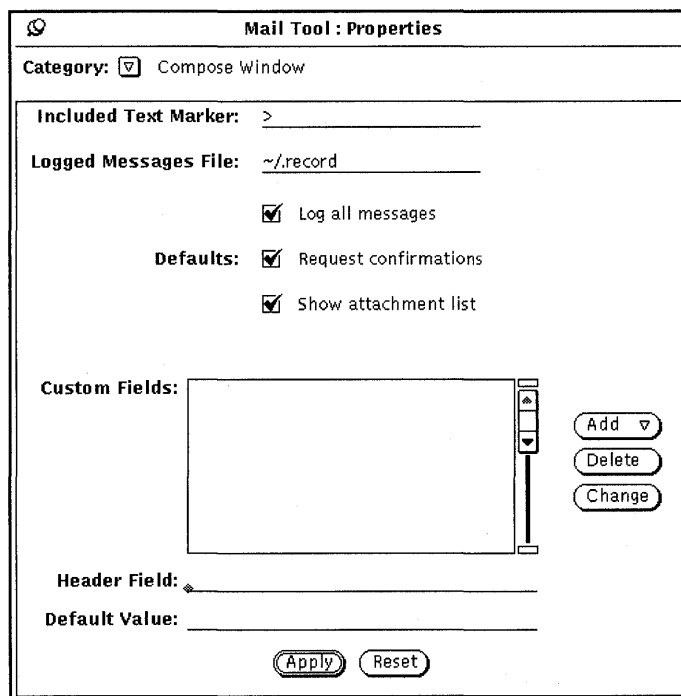 Mail Tool : Properties
Category: Compose Window
Included Text Marker: >
Logged Messages File: ~/.record
Log all messages
Defaults: Request confirmations
Show attachment list
Custom Fields:
Add
Delete
Change
Header Field:
Default Value:
Apply Reset